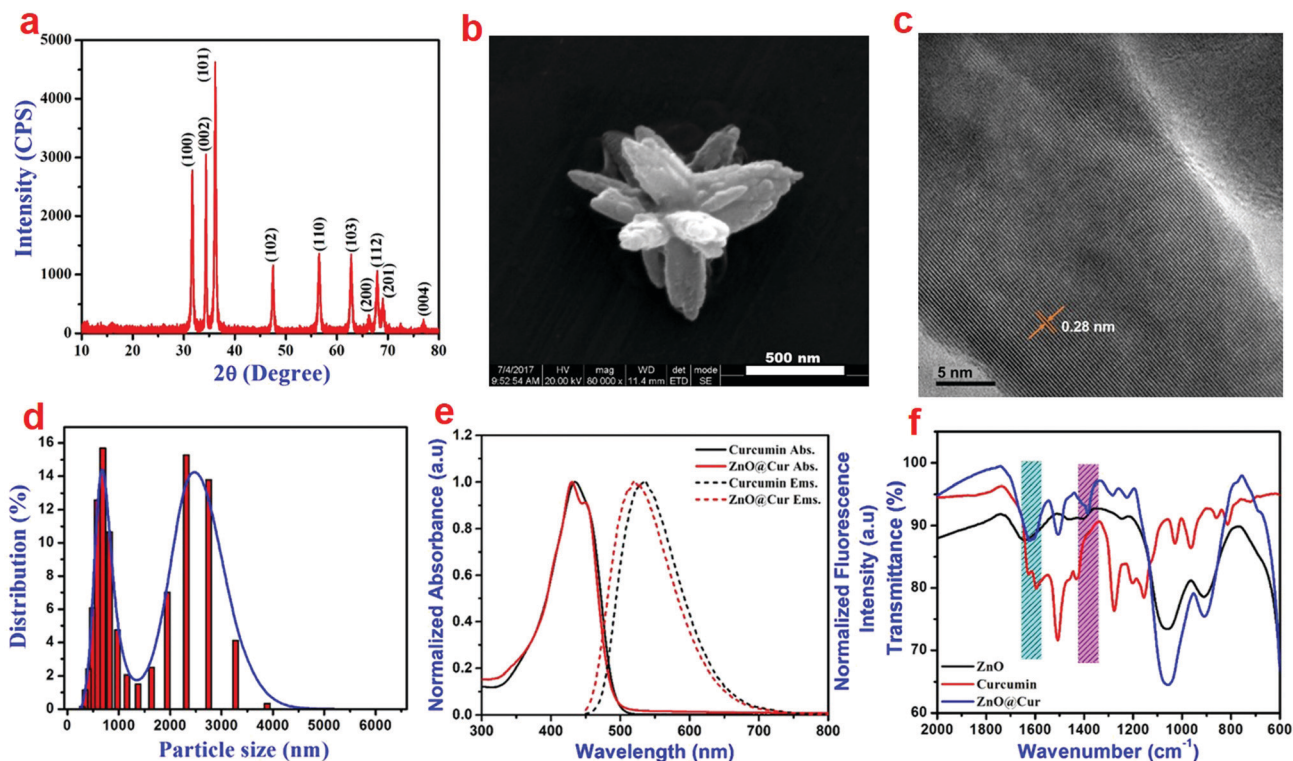 a
5000
4000
3000
2000
1000
0
Intensity (CPS)
(100)
(002)
(101)
(102)
(110)
(103)
(200)
(112)
(201)
(004)
10 20 30 40 50 60 70 80
2θ (Degree)
b
500 nm
7/4/2017 HV mag WD det mode
9:52:54 AM 20.00 kV 80 000 x 11.4 mm ETD SE
c
0.28 nm
5 nm
d
16
14
12
10
8
6
4
2
0
Distribution (%)
0 1000 2000 3000 4000 5000 6000
Particle size (nm)
e
1.2
1.0
0.8
0.6
0.4
0.2
0.0
Normalized Absorbance (a.u)
Curcumin Abs.
ZnO@Cur Abs.
Curcumin Ems.
ZnO@Cur Ems.
300 400 500 600 700 800
Wavelength (nm)
Normalized Fluorescence
Intensity (a.u)
f
100
90
80
70
60
Transmittance (%)
ZnO
Curcumin
ZnO@Cur
2000 1800 1600 1400 1200 1000 800 600
Wavenumber (cm⁻¹)